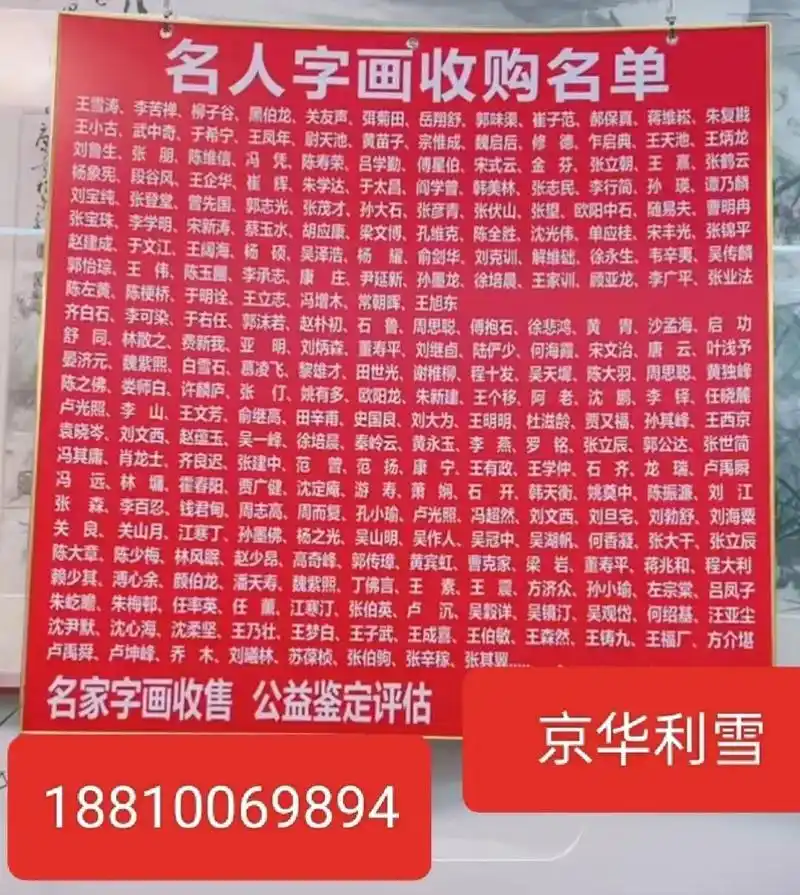 名人字画收购名单
王雪涛、李苦禅、柳子谷、黑伯龙、关友声、弭菊田、岳翔舒、郭味渠、崔子范、郝保真、蒋维崧、朱复戡
王小古、武中奇、于希宁、王凤年、尉天池、黄苗子、宗惟成、魏启后、修 德、乍启典、王天池、王炳龙
刘鲁生、张 朋、陈维信、冯 凭、陈寿荣、吕学勤、傅星伯、宋式云、金 芬、张立朝、王 嘉、张鹤云
杨象宪、段谷风、王企华、崔 辉、朱学达、于太昌、阎学曾、韩美林、张志民、李行简、孙 瑛、谭乃麟
刘宝纯、张登堂、曾先国、郭志光、张茂才、孙大石、张彦青、张伏山、张望、欧阳中石、随易夫、曹明冉
张宝珠、李学明、宋新涛、蔡玉水、胡应康、梁文博、孔维克、陈全胜、沈光伟、单应桂、宋丰光、张锦平
赵建成、于文江、王阔海、杨 硕、吴泽浩、杨 耀、俞剑华、刘克训、解维础、徐永生、韦辛夷、吴传麟
郭怡琮、王 伟、陈玉圃、李承志、康 庄、尹延新、孙墨龙、徐培晨、王家训、顾亚龙、李广平、张业法
陈左黄、陈梗桥、于明诠、王立志、冯增木、常朝晖、王旭东
齐白石、李可染、于右任、郭沫若、赵朴初、石 鲁、周思聪、傅抱石、徐悲鸿、黄 胄、沙孟海、启 功
舒 同、林散之、费新我、亚 明、刘炳森、董寿平、刘继卣、陆俨少、何海霞、宋文治、唐 云、叶浅予
晏济元、魏紫熙、白雪石、慕凌飞、黎雄才、田世光、谢稚柳、程十发、吴天墀、陈大羽、周思聪、黄独峰
陈之佛、娄师白、许麟庐、张 仃、姚有多、欧阳龙、朱新建、王个移、阿 老、沈 鹏、李 铎、任晓麓
卢光照、李 山、王文芳、俞继高、田辛甫、史国良、刘大为、王明明、杜滋龄、贾又福、孙其峰、王西京
袁晓岑、刘文西、赵蕴玉、吴一峰、徐培晨、秦岭云、黄永玉、李 燕、罗 铭、张立辰、郭公达、张世简
冯其庸、肖龙士、齐良迟、张建中、范 曾、范 扬、康 宁、王有政、王学仲、石 齐、龙 瑞、卢禹舜
冯 远、林 墉、霍春阳、贾广健、沈定庵、游 寿、萧 娴、石 开、韩天衡、姚奠中、陈振濂、刘 江
张 森、李百忍、钱君匋、周志高、周而复、孔小瑜、卢光照、冯超然、刘文西、刘旦宅、刘勃舒、刘海粟
关 良、关山月、江寒丁、孙墨佛、杨之光、吴山明、吴作人、吴冠中、吴湖帆、何香凝、张大千、张立辰
陈大章、陈少梅、林风眠、赵少昂、高奇峰、郭传璋、黄宾虹、曹克家、梁 岩、董寿平、蒋兆和、程大利
赖少其、溥心余、颜伯龙、潘天寿、魏紫熙、丁佛言、王 素、王 震、方济众、孙小瑜、左宗棠、吕凤子
朱屹瞻、朱梅邨、任率英、任 薰、江寒汀、张伯英、卢 沉、吴毅详、吴镜汀、吴观岱、何绍基、汪亚尘
沈尹默、沈心海、沈柔坚、王乃壮、王梦白、王子武、王成喜、王伯敏、王森然、王铸九、王福厂、方介堪
卢禹舜、卢坤峰、乔 木、刘曦林、苏葆桢、张伯驹、张辛稼、张其翼......
名家字画收售 公益鉴定评估
京华利雪
18810069894